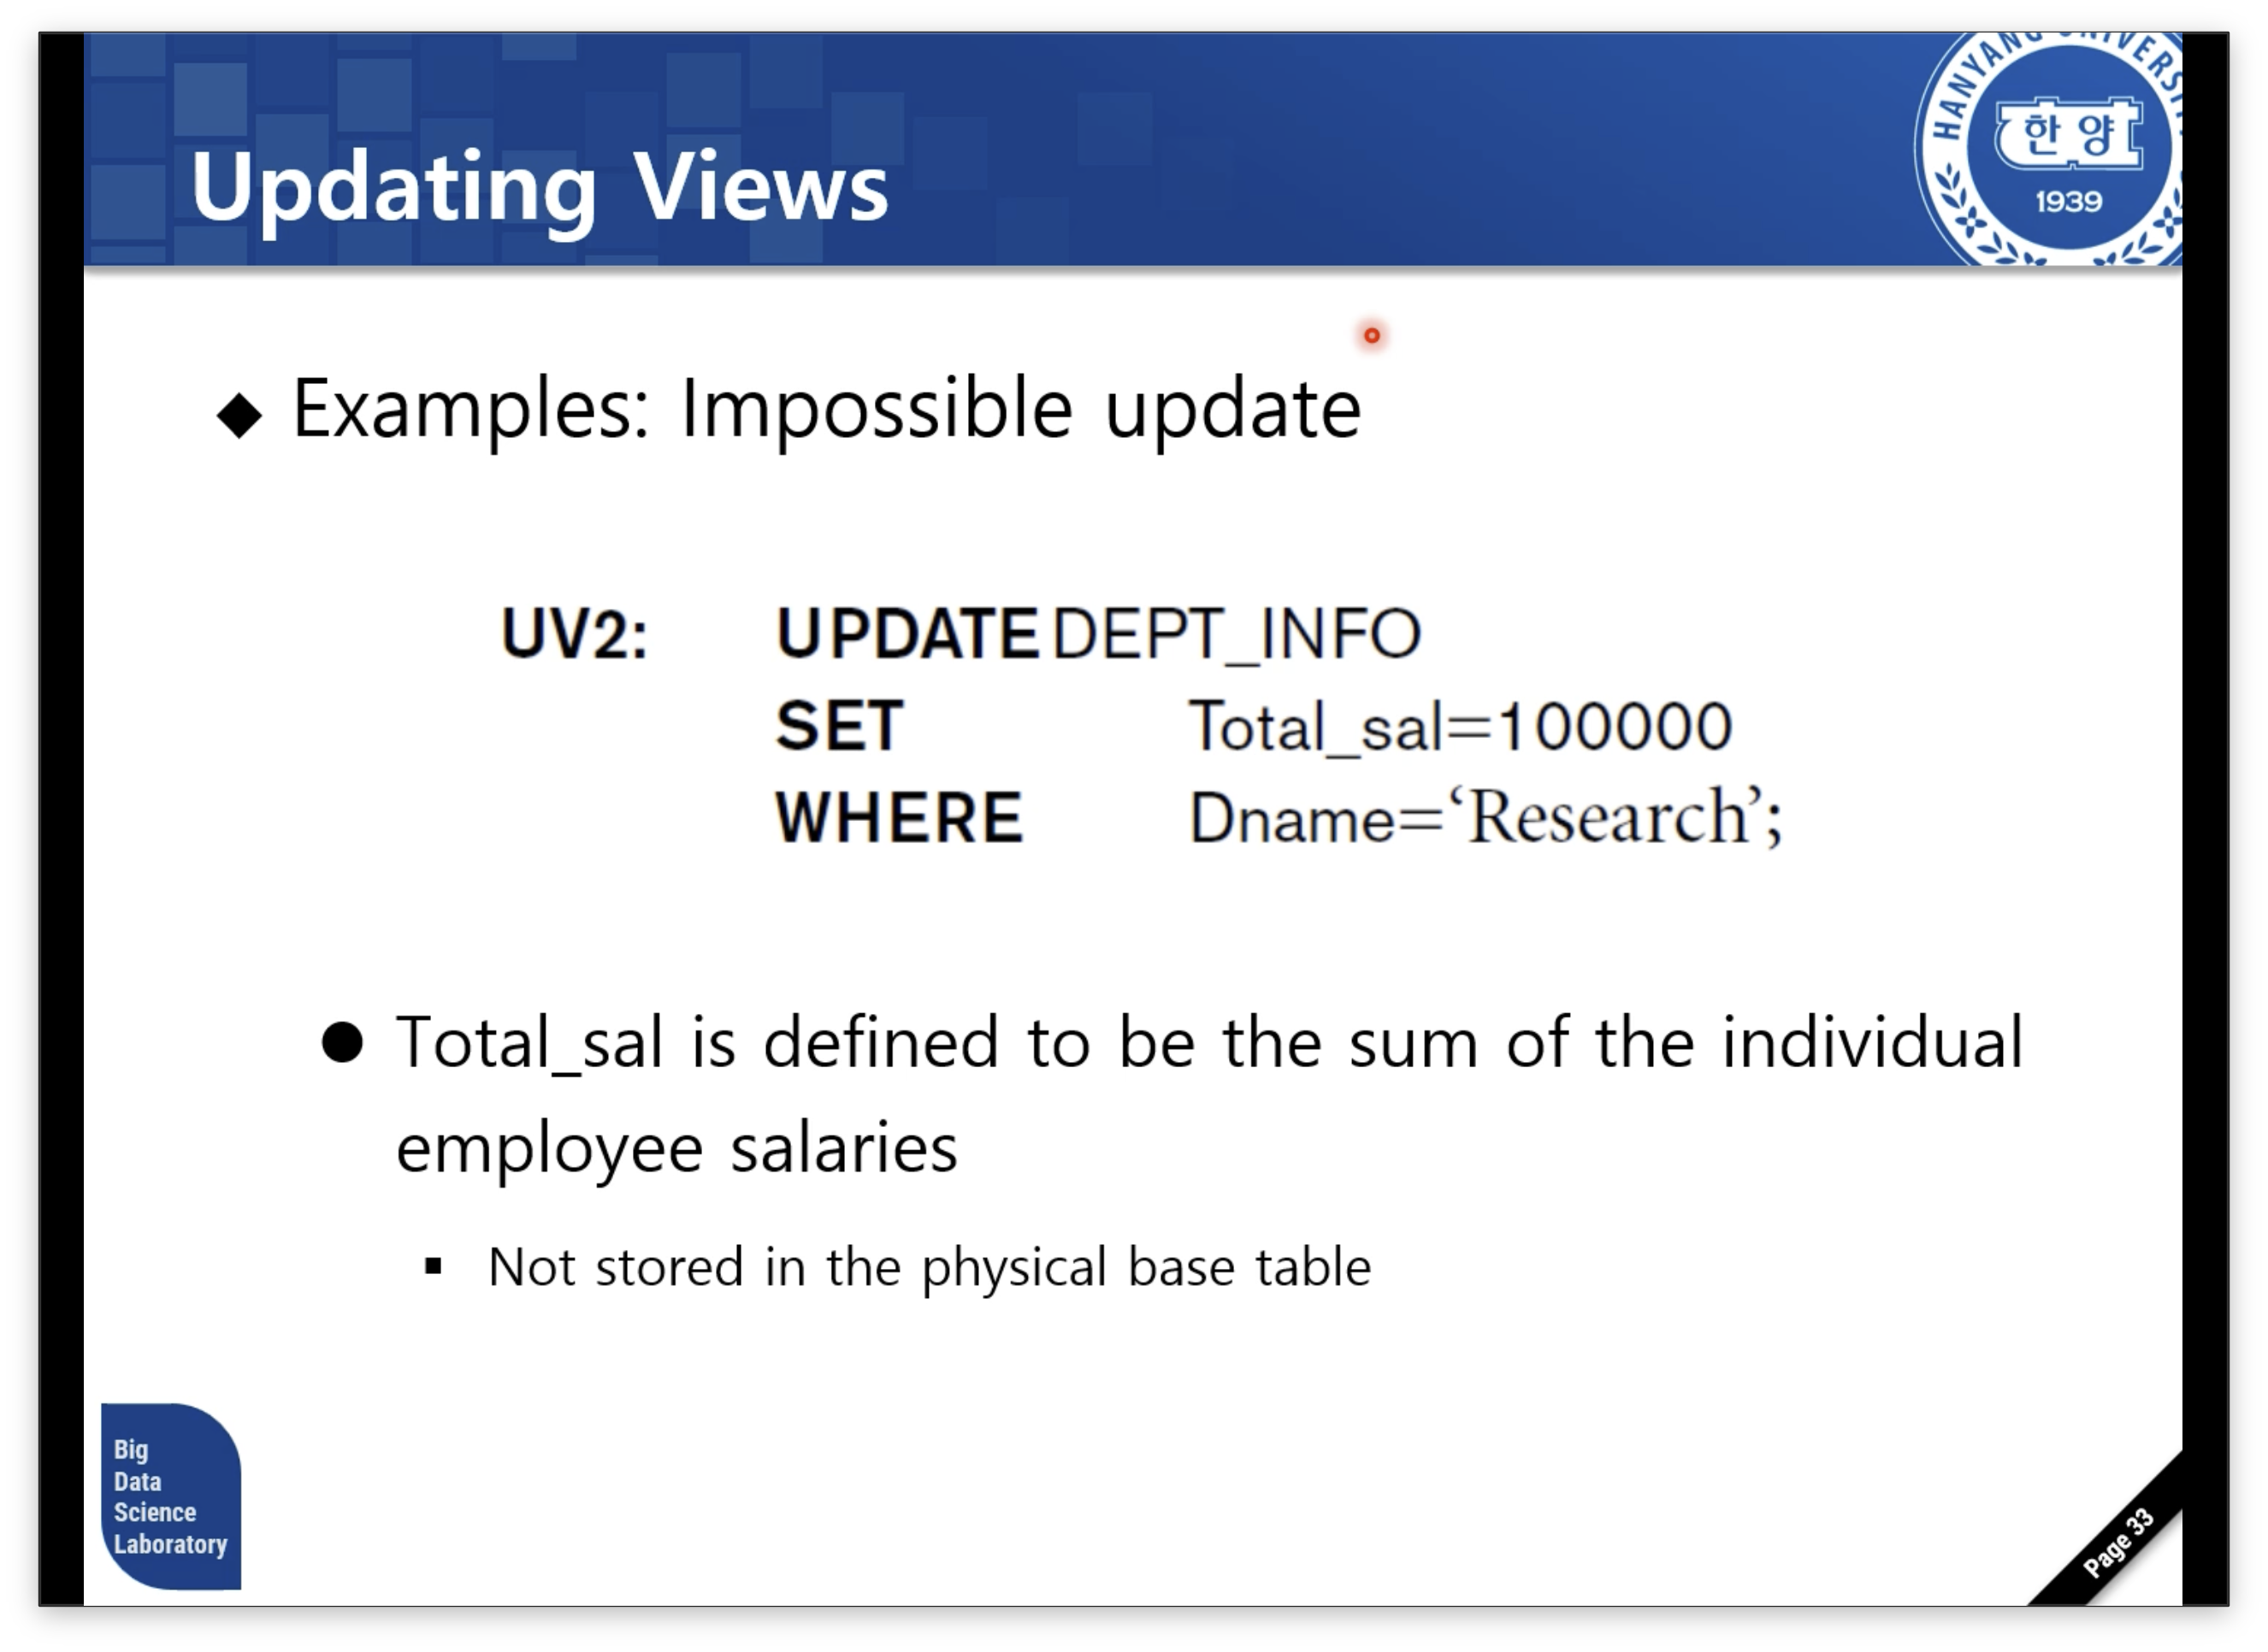 Updating Views
HANYANG UNIVERSIT
한양
1939
◆ Examples: Impossible update
UV2: UPDATE DEPT_INFO
SET Total_sal=100000
WHERE Dname=‘Research’;
● Total_sal is defined to be the sum of the individual
employee salaries
▪ Not stored in the physical base table
Big
Data
Science
Laboratory
Page 33